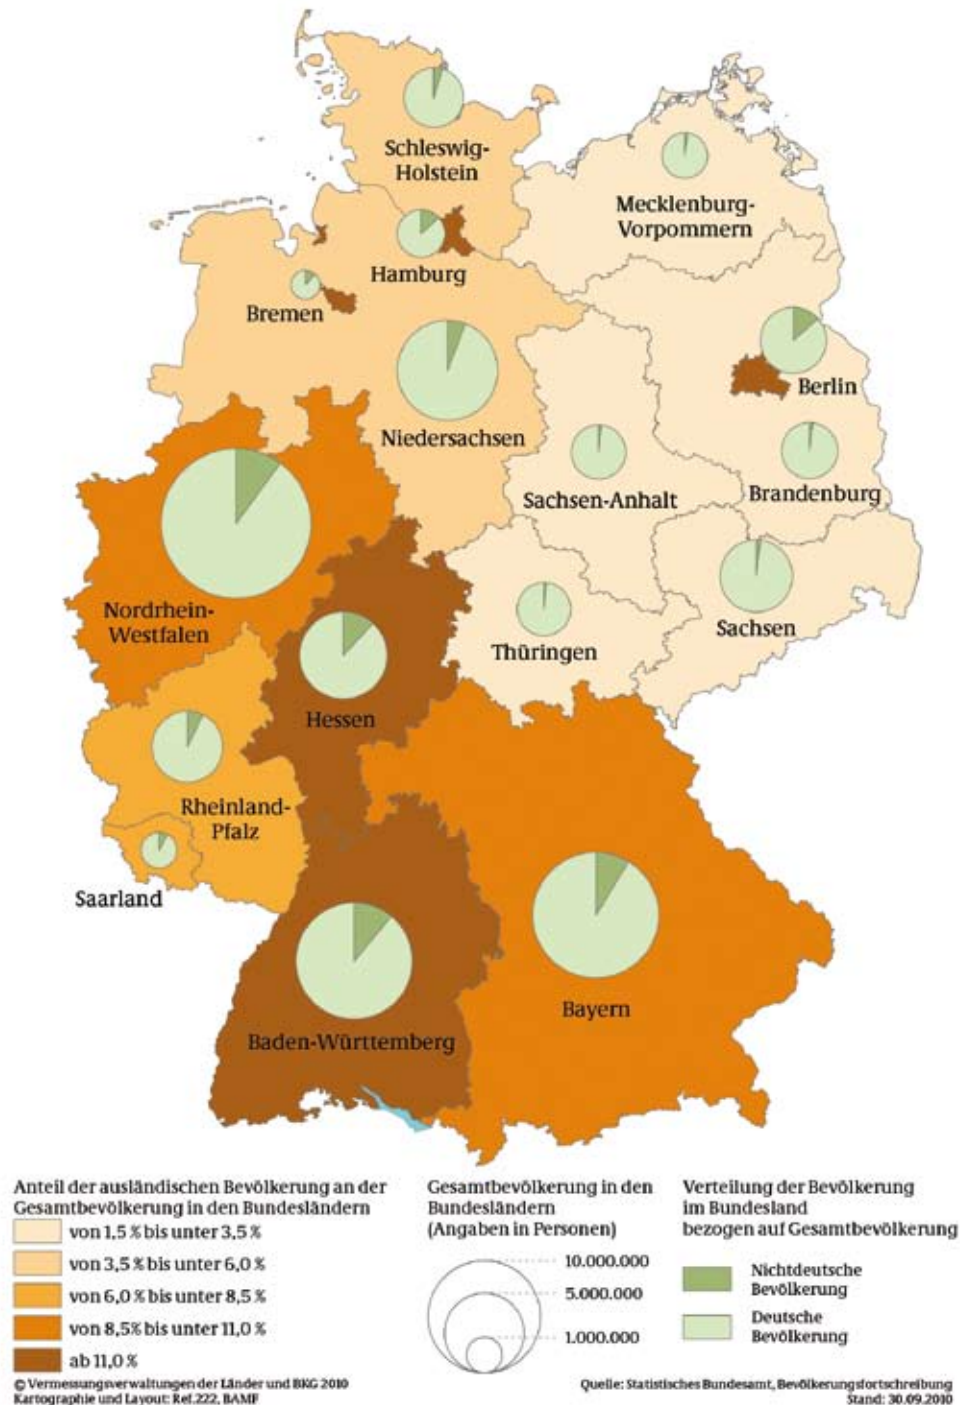 Schleswig-
Holstein
Mecklenburg-
Vorpommern
Hamburg
Bremen
Berlin
Niedersachsen
Sachsen-Anhalt
Brandenburg
Nordrhein-
Westfalen
Sachsen
Thüringen
Hessen
Rheinland-
Pfalz
Saarland
Bayern
Baden-Württemberg
Anteil der ausländischen Bevölkerung an der
Gesamtbevölkerung in den Bundesländern
von 1,5 % bis unter 3,5 %
von 3,5 % bis unter 6,0 %
von 6,0 % bis unter 8,5 %
von 8,5% bis unter 11,0 %
ab 11,0 %
Gesamtbevölkerung in den
Bundesländern
(Angaben in Personen)
10.000.000
5.000.000
1.000.000
Verteilung der Bevölkerung
im Bundesland
bezogen auf Gesamtbevölkerung
Nichtdeutsche
Bevölkerung
Deutsche
Bevölkerung
© Vermessungsverwaltungen der Länder und BKG 2010
Kartographie und Layout: Ref.222, BAMF
Quelle: Statistisches Bundesamt, Bevölkerungsfortschreibung
Stand: 30.09.2010